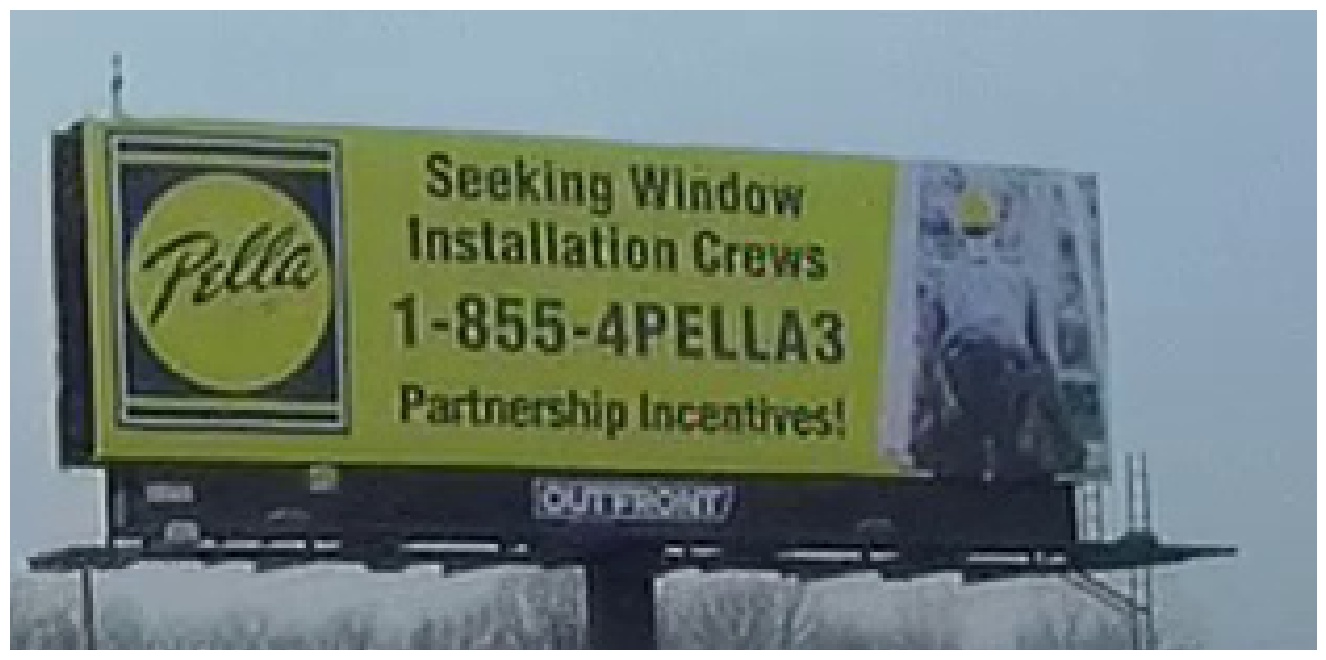 Pella
Seeking Window
Installation Crews
1-855-4PELLA3
Partnership Incentives!
OUTFRONT